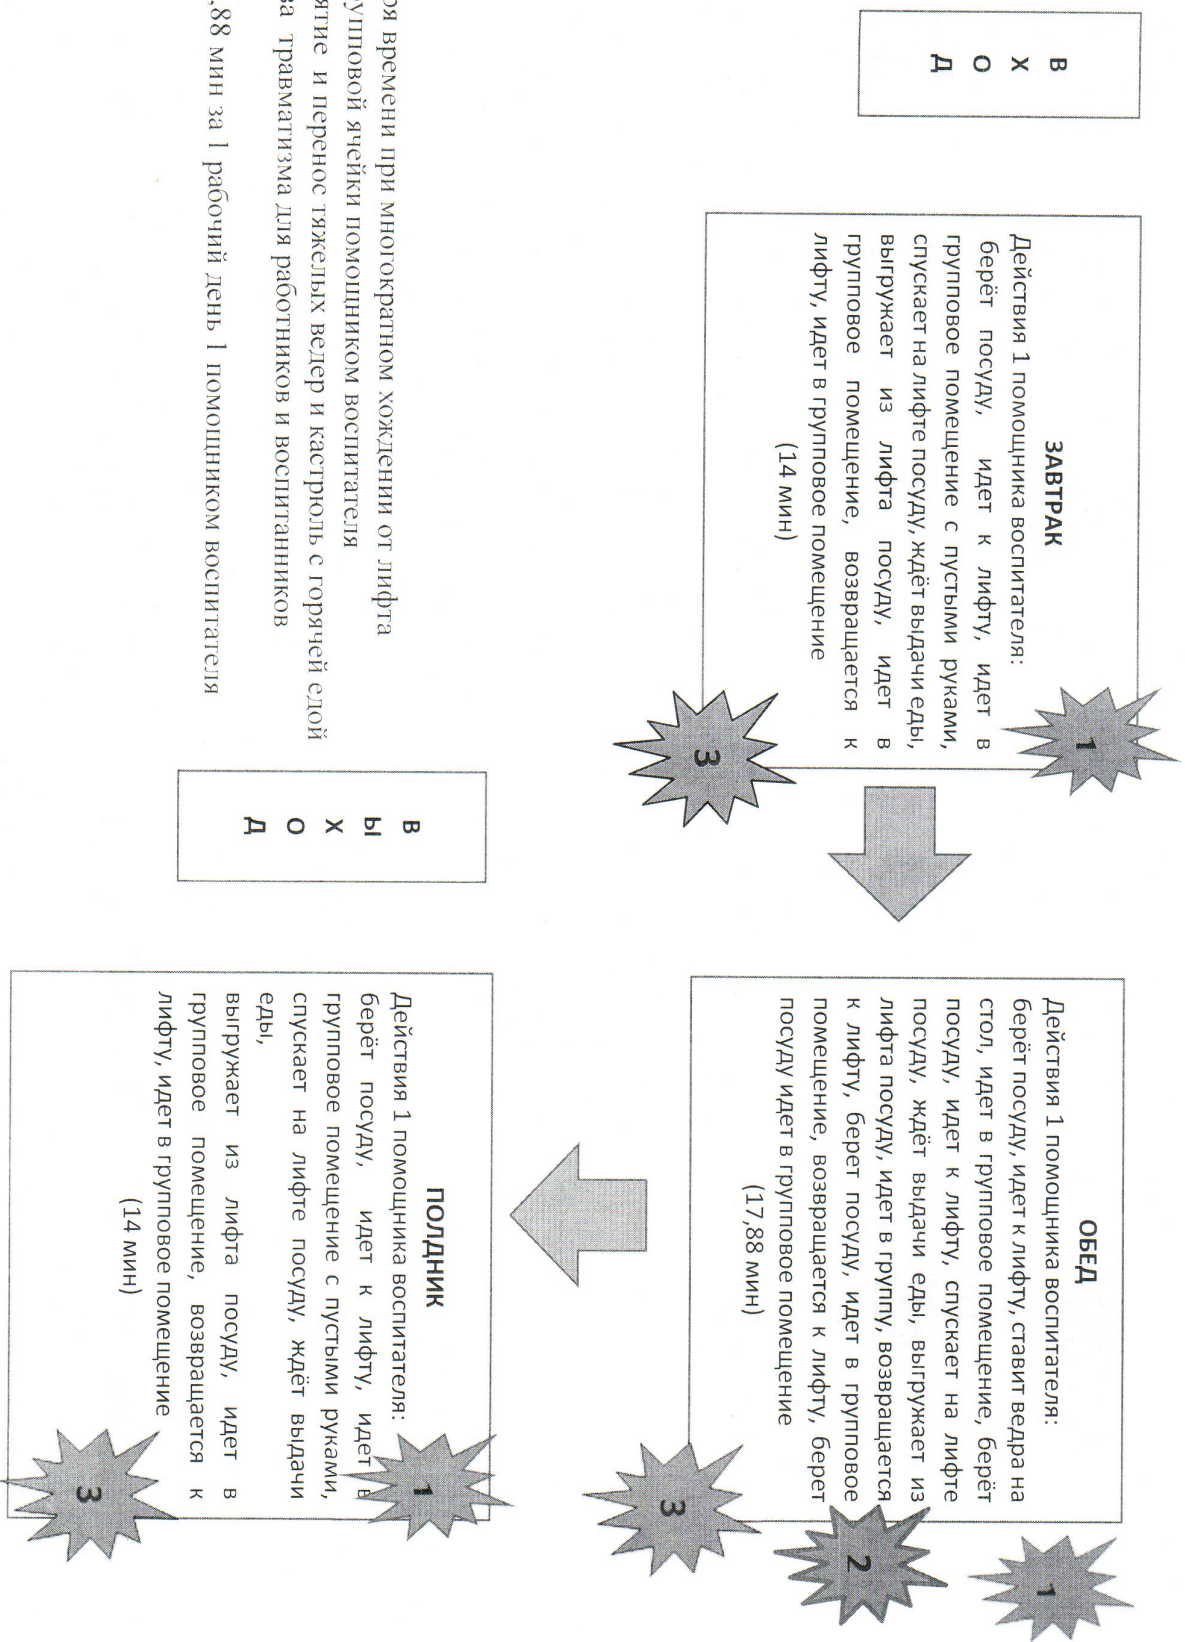 В
Х
О
Д
ЗАВТРАК
Действия 1 помощника воспитателя:
берёт посуду, идет к лифту, идет в
групповое помещение с пустыми руками,
спускает на лифте посуду, ждёт выдачи еды,
выгружает из лифта посуду, идет в
групповое помещение, возвращается к
лифту, идет в групповое помещение
(14 мин)
1
3
ОБЕД
Действия 1 помощника воспитателя:
берёт посуду, идет к лифту, ставит ведра на
стол, идет в групповое помещение, берёт
посуду, идет к лифту, спускает на лифте
посуду, ждёт выдачи еды, выгружает из
лифта посуду, идет в группу, возвращается
к лифту, берет посуду, идет в групповое
помещение, возвращается к лифту, берет
посуду идет в групповое помещение
(17,88 мин)
1
2
3
ря времени при многократном хождении от лифта
упповой ячейки помощником воспитателя
ятие и перенос тяжелых ведер и кастрюль с горячей едой
за травматизма для работников и воспитанников
,88 мин за 1 рабочий день 1 помощником воспитателя
В
Ы
Х
О
Д
ПОЛДНИК
Действия 1 помощника воспитателя:
берёт посуду, идет к лифту, идет в
групповое помещение с пустыми руками,
спускает на лифте посуду, ждёт выдачи
еды,
выгружает из лифта посуду, идет в
групповое помещение, возвращается к
лифту, идет в групповое помещение
(14 мин)
1
3